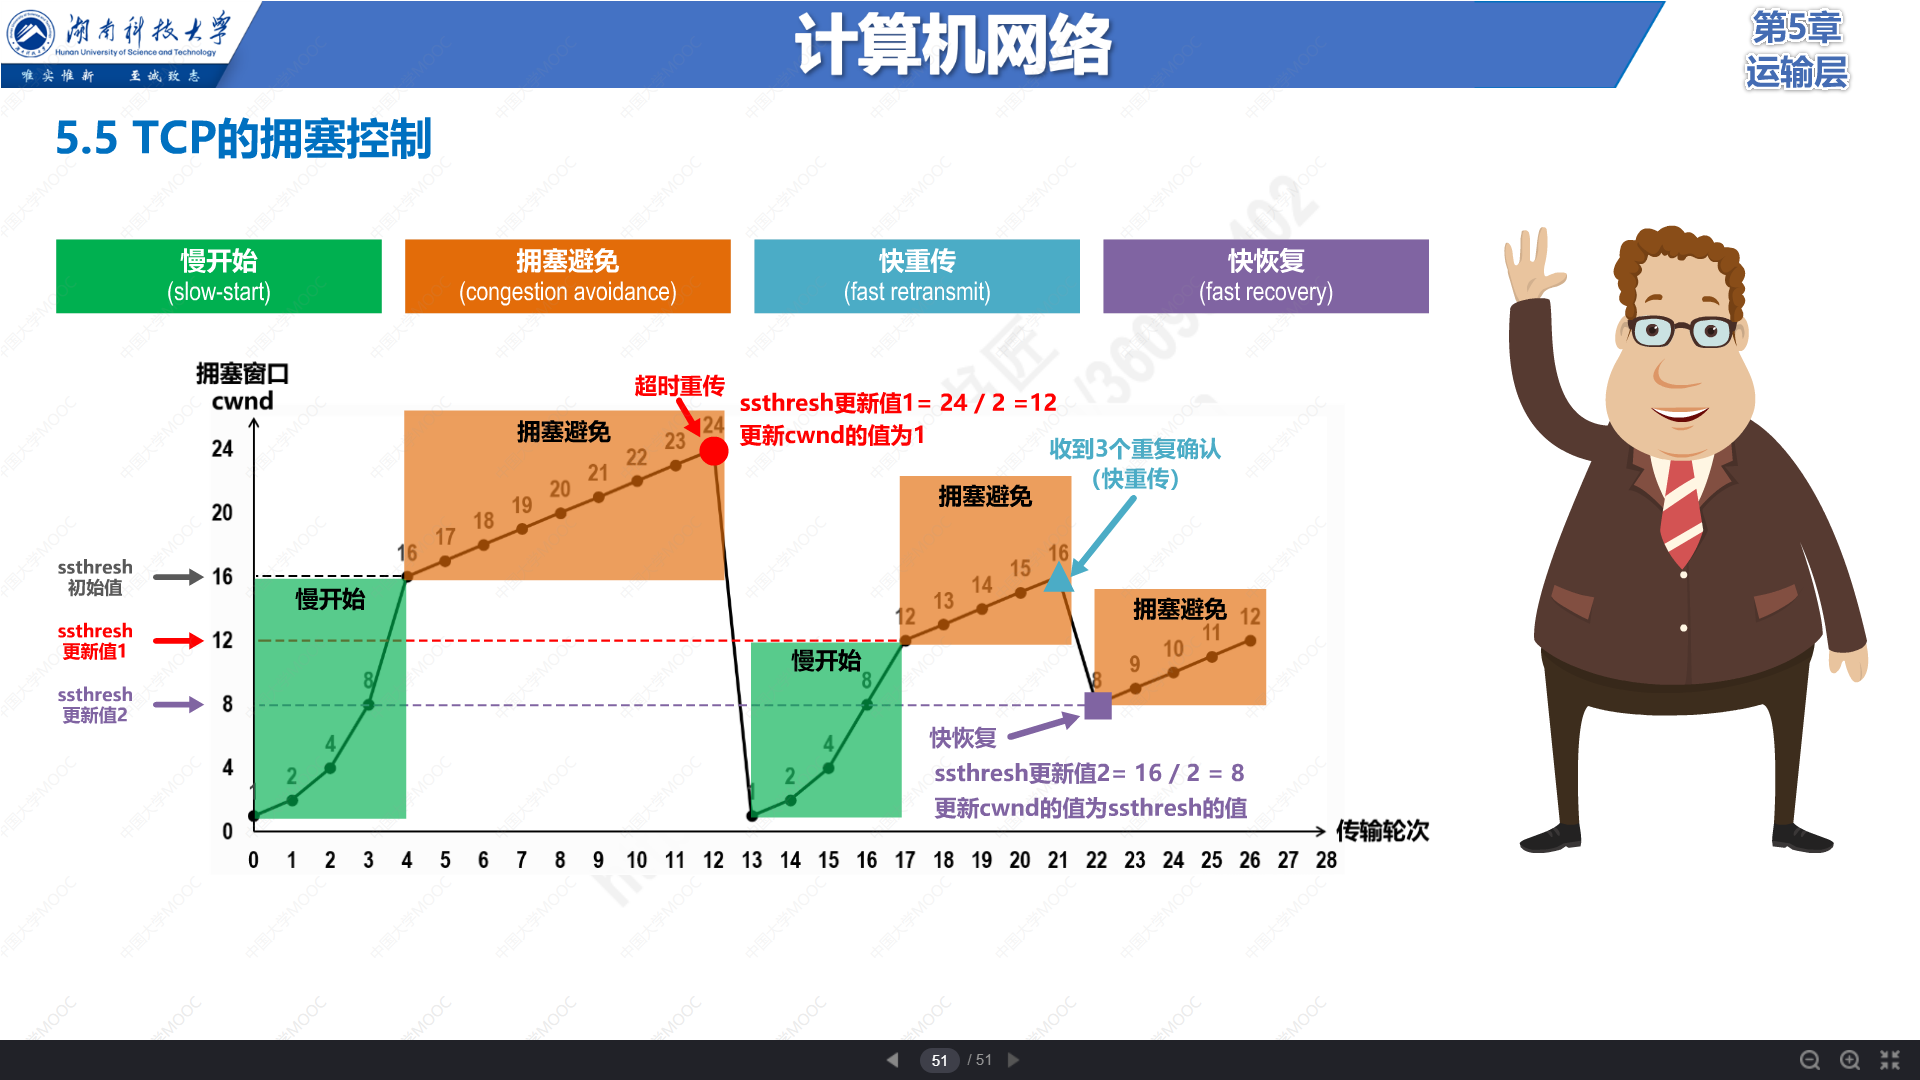 湖南科技大学
Hunan University of Science and Technology
唯实惟新 至诚致志
计算机网络
第5章
运输层
5.5 TCP的拥塞控制
慢开始
(slow-start)
拥塞避免
(congestion avoidance)
快重传
(fast retransmit)
快恢复
(fast recovery)
拥塞窗口
cwnd
超时重传
ssthresh更新值1= 24 / 2 =12
更新cwnd的值为1
收到3个重复确认
(快重传)
拥塞避免
拥塞避免
拥塞避免
慢开始
慢开始
24
20
16
12
8
4
0
ssthresh
初始值
ssthresh
更新值1
ssthresh
更新值2
1 2 4 8 16 17 18 19 20 21 22 23 24
1 2 4 8 12 13 14 15 16
8 9 10 11 12
快恢复
ssthresh更新值2= 16 / 2 = 8
更新cwnd的值为ssthresh的值
传输轮次
0 1 2 3 4 5 6 7 8 9 10 11 12 13 14 15 16 17 18 19 20 21 22 23 24 25 26 27 28
中国大学MOOC
51 / 51